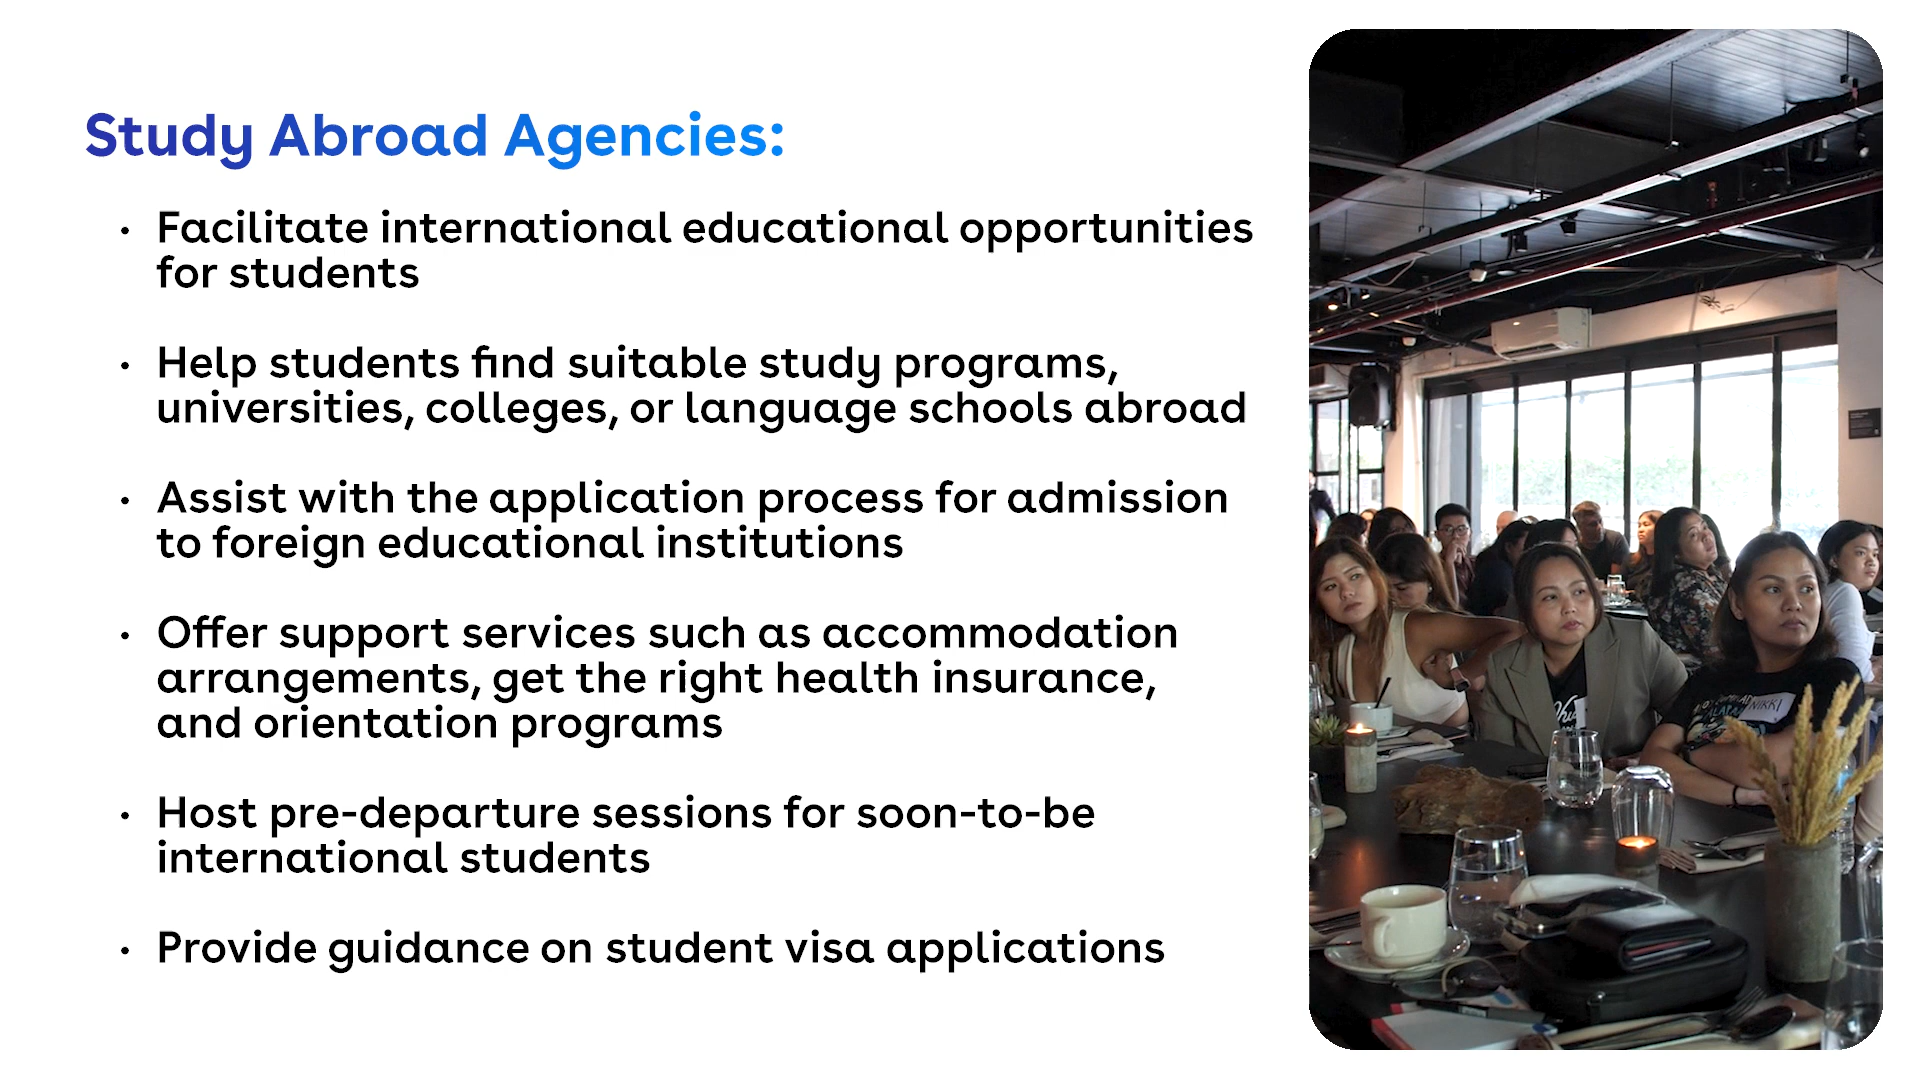 Study Abroad Agencies:
• Facilitate international educational opportunities
for students
• Help students find suitable study programs,
universities, colleges, or language schools abroad
• Assist with the application process for admission
to foreign educational institutions
• Offer support services such as accommodation
arrangements, get the right health insurance,
and orientation programs
• Host pre-departure sessions for soon-to-be
international students
• Provide guidance on student visa applications
NIKKI